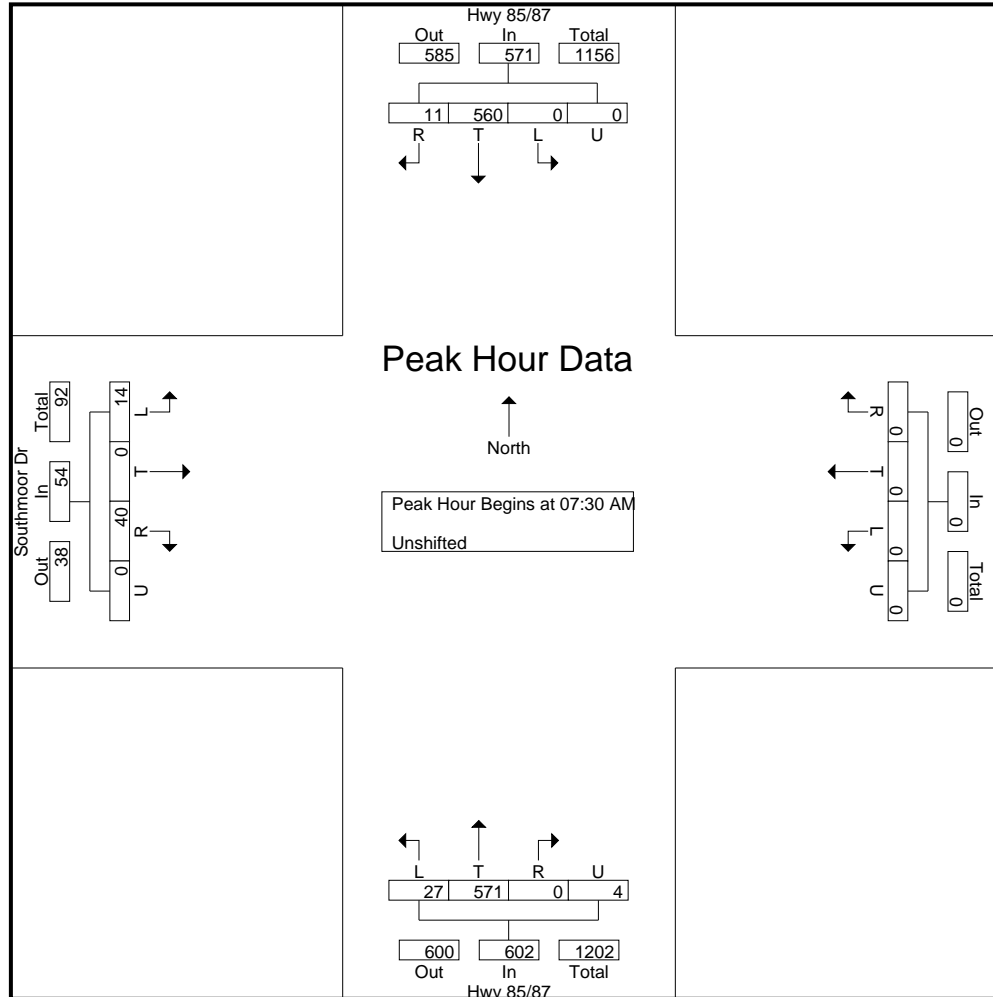 Hwy 85/87
Out In Total
585 571 1156
11 560 0 0
R T L U
Peak Hour Data
North
Peak Hour Begins at 07:30 AM
Unshifted
Southmoor Dr
Total In Out
92 54 38
14 0 40 0
L T R U
R T L U
0 0 0 0
Out In Total
0 0 0
L T R U
27 571 0 4
600 602 1202
Out In Total
Hwy 85/87